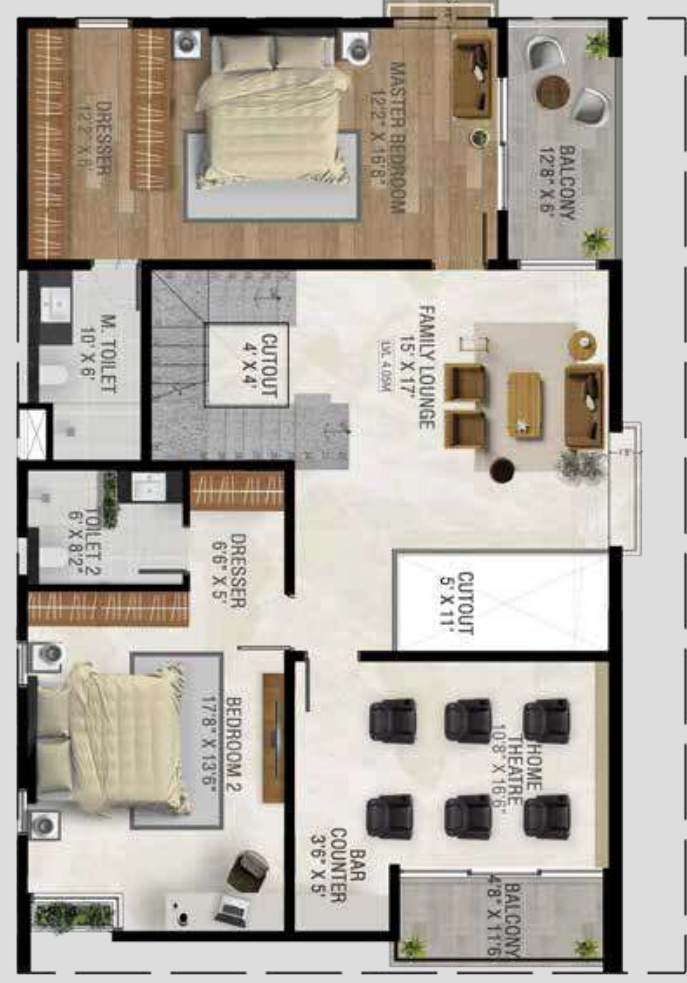 DRESSER
12'2" X 6'
MASTER BEDROOM
12'2" X 16'8"
BALCONY
12'8" X 6'
M. TOILET
10' X 6'
CUTOUT
4' X 4'
FAMILY LOUNGE
15' X 17'
LVL 4.05M
TOILET 2
6' X 8'2"
DRESSER
6'6" X 5'
CUTOUT
5' X 11'
BEDROOM 2
17'8" X 13'6"
HOME
THEATRE
10'8" X 16'6"
BAR
COUNTER
3'6" X 5'
BALCONY
4'8" X 11'6